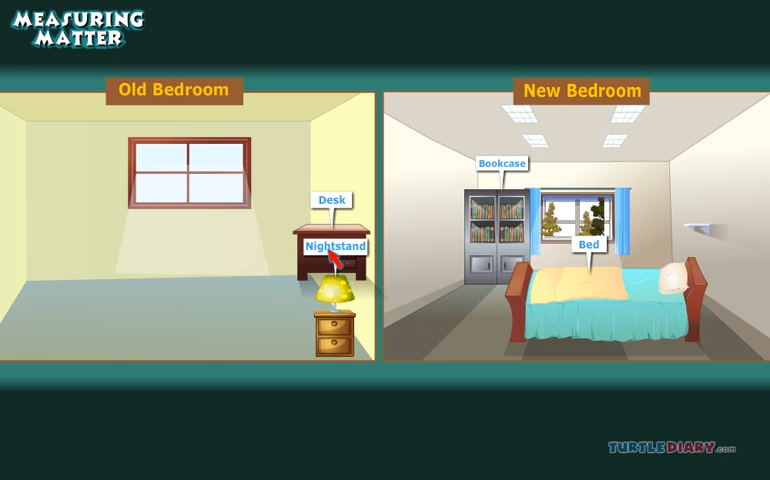 MEASURING
MATTER
Old Bedroom
New Bedroom
Bookcase
Desk
Nightstand
Bed
TURTLEDIARY.com